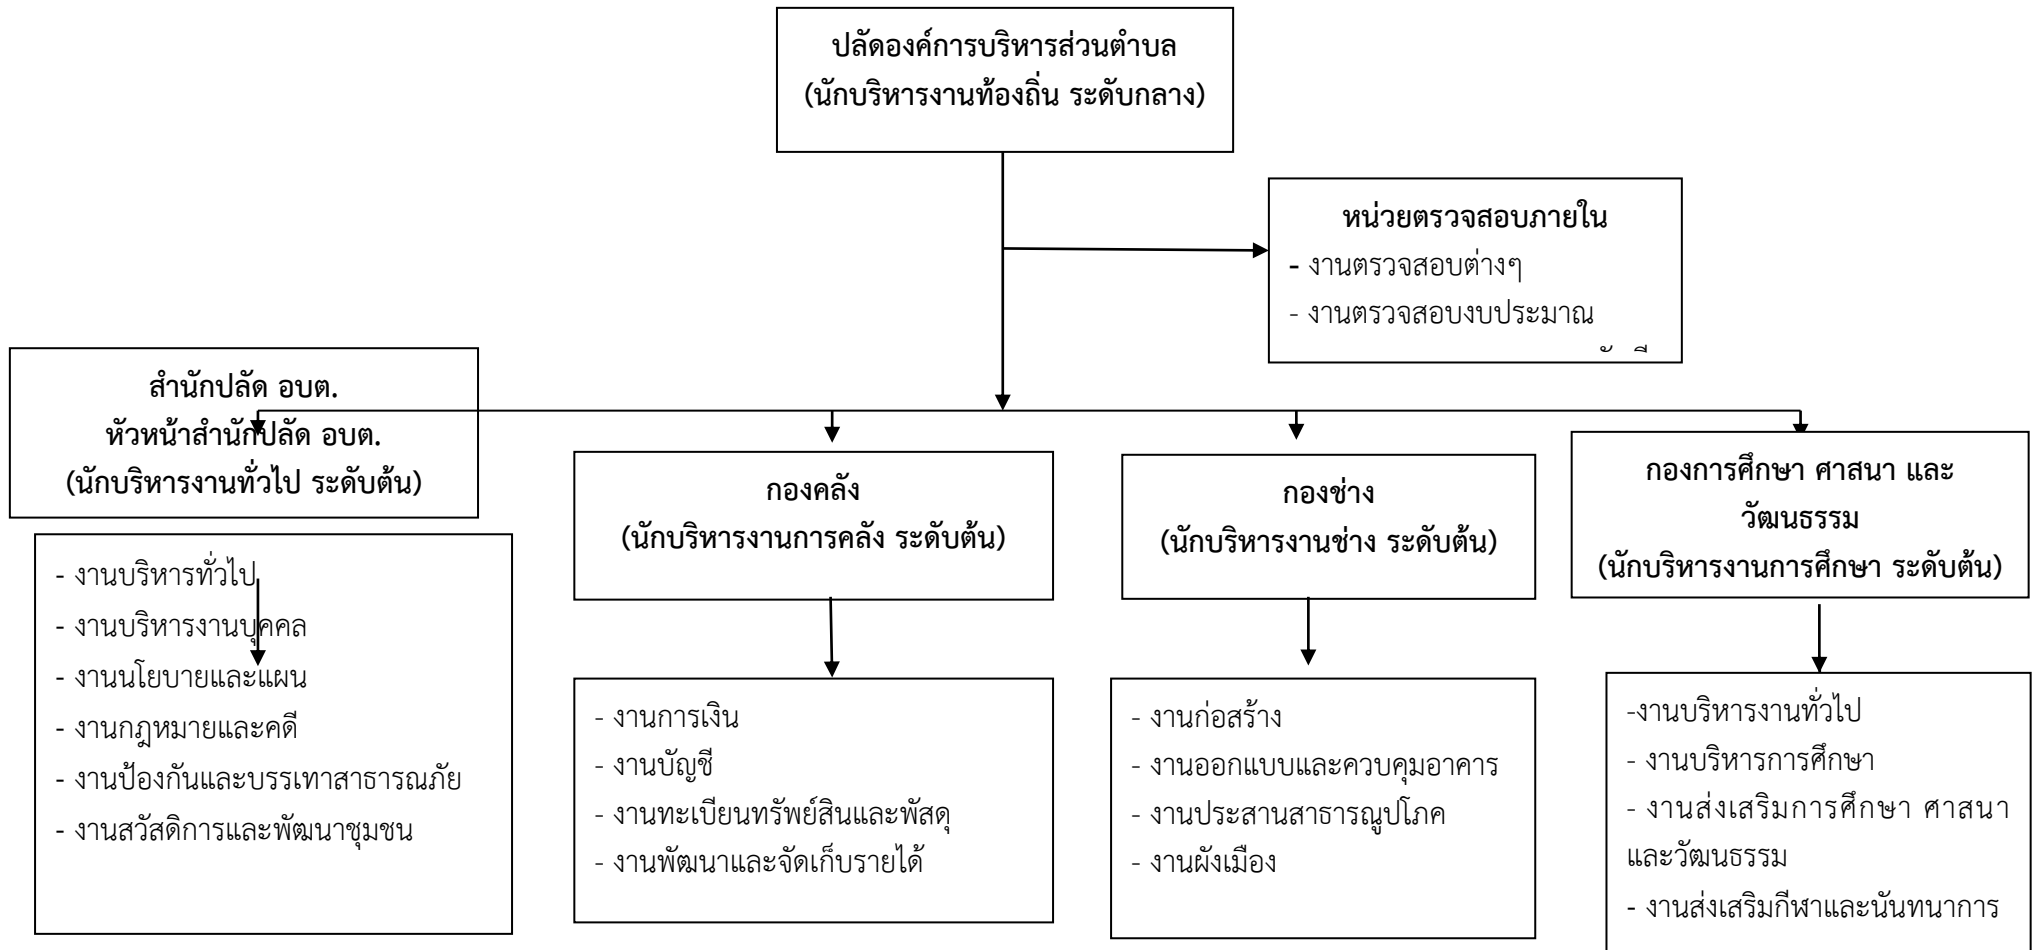 ปลัดองค์การบริหารส่วนตำบล
(นักบริหารงานท้องถิ่น ระดับกลาง)
หน่วยตรวจสอบภายใน
- งานตรวจสอบต่างๆ
- งานตรวจสอบงบประมาณ
สำนักปลัด อบต.
หัวหน้าสำนักปลัด อบต.
(นักบริหารงานทั่วไป ระดับต้น)
กองคลัง
(นักบริหารงานการคลัง ระดับต้น)
กองช่าง
(นักบริหารงานช่าง ระดับต้น)
กองการศึกษา ศาสนา และ
วัฒนธรรม
(นักบริหารงานการศึกษา ระดับต้น)
- งานบริหารทั่วไป
- งานบริหารงานบุคคล
- งานนโยบายและแผน
- งานกฎหมายและคดี
- งานป้องกันและบรรเทาสาธารณภัย
- งานสวัสดิการและพัฒนาชุมชน
- งานการเงิน
- งานบัญชี
- งานทะเบียนทรัพย์สินและพัสดุ
- งานพัฒนาและจัดเก็บรายได้
- งานก่อสร้าง
- งานออกแบบและควบคุมอาคาร
- งานประสานสาธารณูปโภค
- งานผังเมือง
-งานบริหารงานทั่วไป
- งานบริหารการศึกษา
- งานส่งเสริมการศึกษา ศาสนา
และวัฒนธรรม
- งานส่งเสริมกีฬาและนันทนาการ